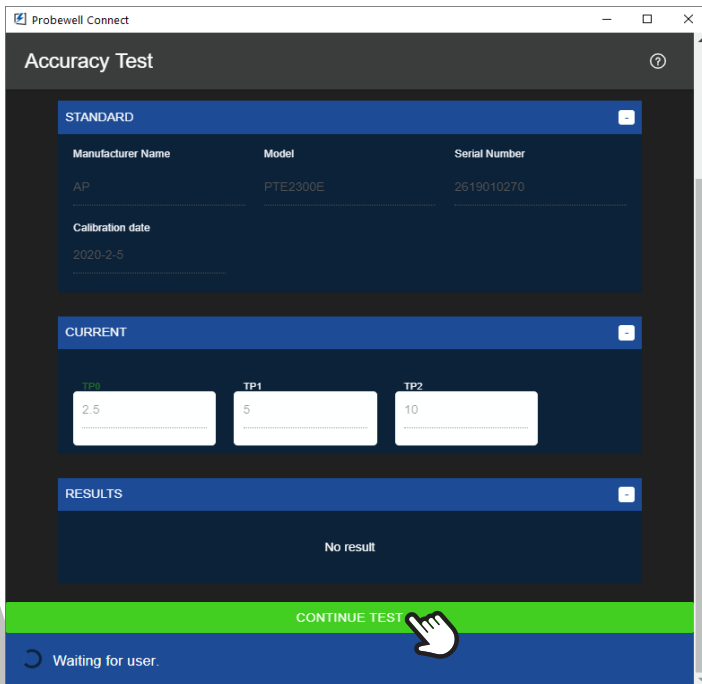 Probewell Connect
Accuracy Test
STANDARD
Manufacturer Name Model Serial Number
AP PTE2300E 2619010270
Calibration date
2020-2-5
CURRENT
TP0 TP1 TP2
2.5 5 10
RESULTS
No result
CONTINUE TEST
Waiting for user.